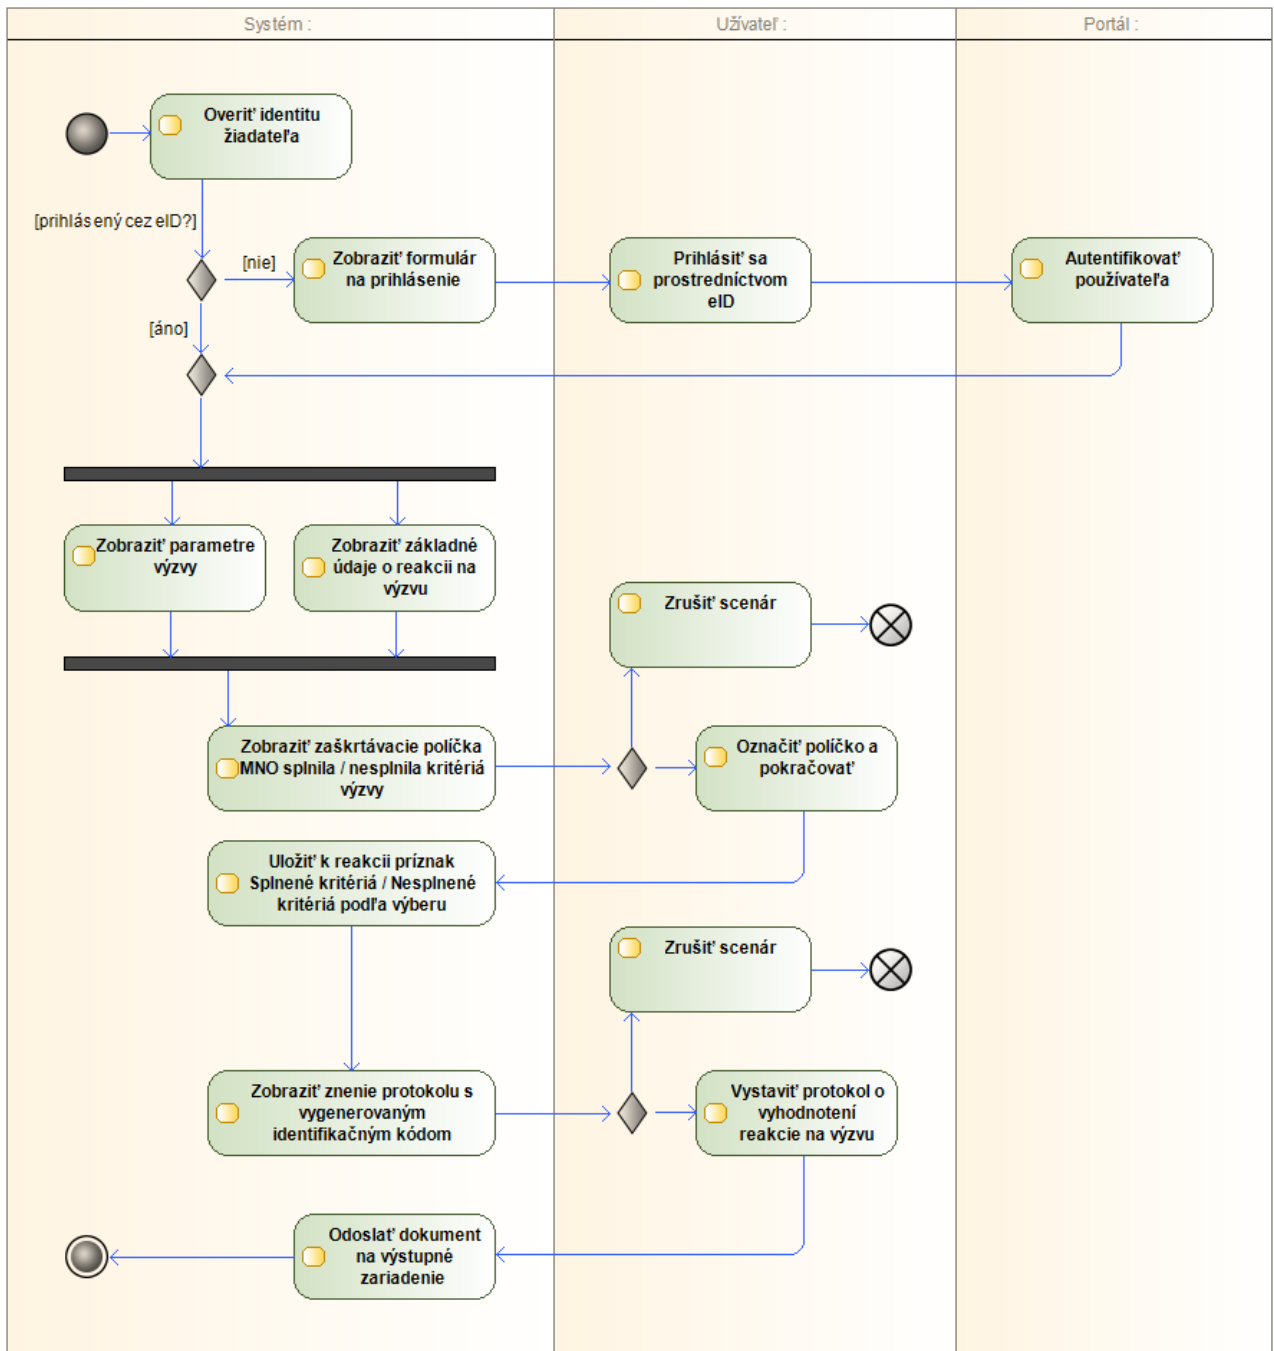 Systém :
Užívateľ :
Portál :
Overiť identitu
žiadateľa
[prihlásený cez eID?]
[nie]
Zobraziť formulár
na prihlásenie
Prihlásiť sa
prostredníctvom
eID
Autentifikovať
používateľa
[áno]
Zobraziť parametre
výzvy
Zobraziť základné
údaje o reakcii na
výzvu
Zrušiť scenár
Zobraziť zaškrtávacie políčka
MNO splnila / nesplnila kritériá
výzvy
Označiť políčko a
pokračovať
Uložiť k reakcii príznak
Splnené kritériá / Nesplnené
kritériá podľa výberu
Zrušiť scenár
Zobraziť znenie protokolu s
vygenerovaným
identifikačným kódom
Vystaviť protokol o
vyhodnotení
reakcie na výzvu
Odoslať dokument
na výstupné
zariadenie